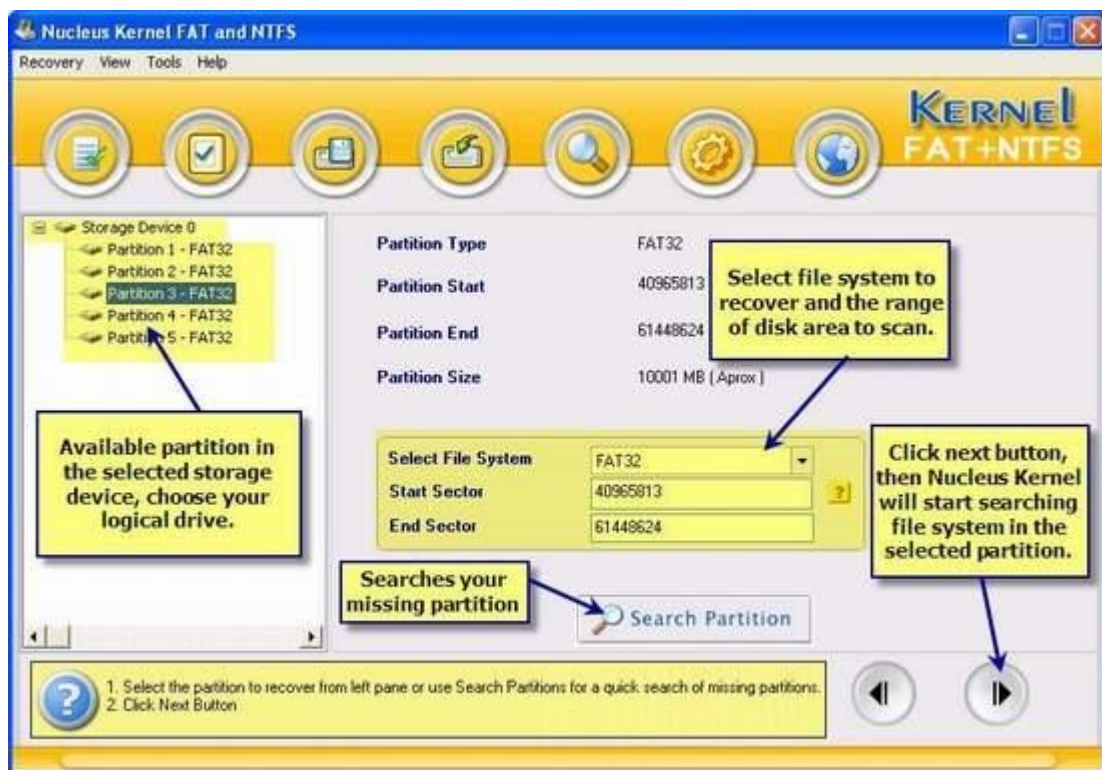 Nucleus Kernel FAT and NTFS
Recovery View Tools Help
KERNEl
FAT+NTFS
Storage Device 0
Partition 1 - FAT32
Partition 2 - FAT32
Partition 3 - FAT32
Partition 4 - FAT32
Partition 5 - FAT32
Partition Type FAT32
Partition Start 40965813
Partition End 61448624
Partition Size 10001 MB ( Aprox )
Select file system to
recover and the range
of disk area to scan.
Available partition in
the selected storage
device, choose your
logical drive.
Select File System FAT32
Start Sector 40965813 ?
End Sector 61448624
Click next button,
then Nucleus Kernel
will start searching
file system in the
selected partition.
Searches your
missing partition
Search Partition
? 1. Select the partition to recover from left pane or use Search Partitions for a quick search of missing partitions.
2. Click Next Button